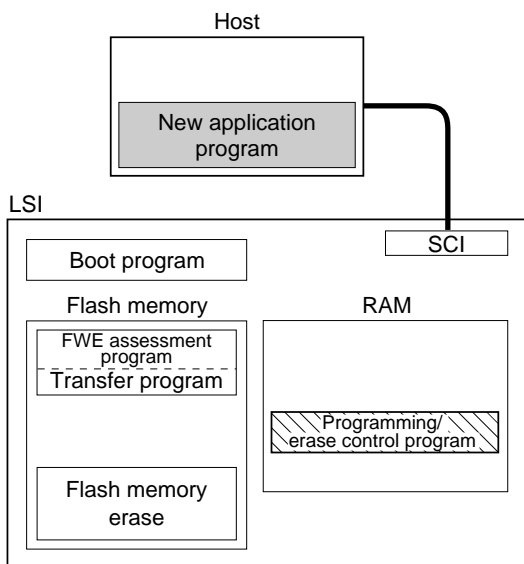 Host
New application
program
LSI
SCI
Boot program
Flash memory
RAM
FWE assessment
program
Transfer program
Programming/
erase control program
Flash memory
erase